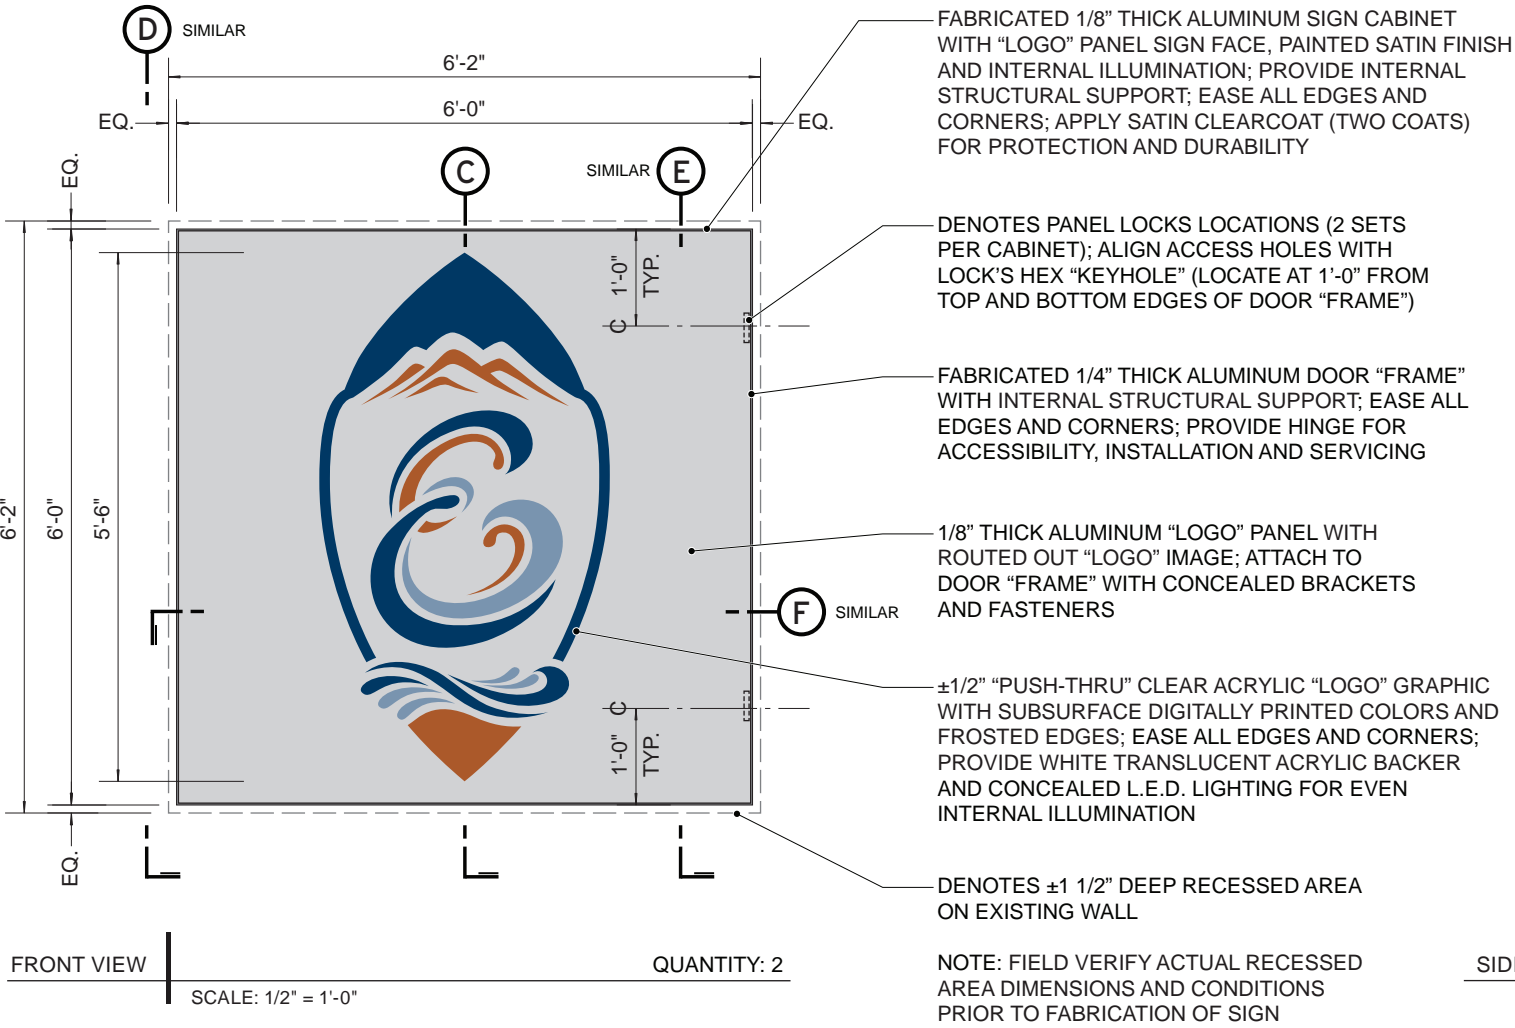 D SIMILAR
6'-2"
6'-0"
EQ.
EQ.
EQ.
C
SIMILAR E
1'-0"
TYP.
C
6'-2"
6'-0"
5'-6"
F SIMILAR
C
1'-0"
TYP.
EQ.
FABRICATED 1/8” THICK ALUMINUM SIGN CABINET
WITH “LOGO” PANEL SIGN FACE, PAINTED SATIN FINISH
AND INTERNAL ILLUMINATION; PROVIDE INTERNAL
STRUCTURAL SUPPORT; EASE ALL EDGES AND
CORNERS; APPLY SATIN CLEARCOAT (TWO COATS)
FOR PROTECTION AND DURABILITY
DENOTES PANEL LOCKS LOCATIONS (2 SETS
PER CABINET); ALIGN ACCESS HOLES WITH
LOCK’S HEX “KEYHOLE” (LOCATE AT 1’-0” FROM
TOP AND BOTTOM EDGES OF DOOR “FRAME”)
FABRICATED 1/4” THICK ALUMINUM DOOR “FRAME”
WITH INTERNAL STRUCTURAL SUPPORT; EASE ALL
EDGES AND CORNERS; PROVIDE HINGE FOR
ACCESSIBILITY, INSTALLATION AND SERVICING
1/8” THICK ALUMINUM “LOGO” PANEL WITH
ROUTED OUT “LOGO” IMAGE; ATTACH TO
DOOR “FRAME” WITH CONCEALED BRACKETS
AND FASTENERS
±1/2” “PUSH-THRU” CLEAR ACRYLIC “LOGO” GRAPHIC
WITH SUBSURFACE DIGITALLY PRINTED COLORS AND
FROSTED EDGES; EASE ALL EDGES AND CORNERS;
PROVIDE WHITE TRANSLUCENT ACRYLIC BACKER
AND CONCEALED L.E.D. LIGHTING FOR EVEN
INTERNAL ILLUMINATION
DENOTES ±1 1/2” DEEP RECESSED AREA
ON EXISTING WALL
NOTE: FIELD VERIFY ACTUAL RECESSED
AREA DIMENSIONS AND CONDITIONS
PRIOR TO FABRICATION OF SIGN
FRONT VIEW
QUANTITY: 2
SCALE: 1/2" = 1'-0"